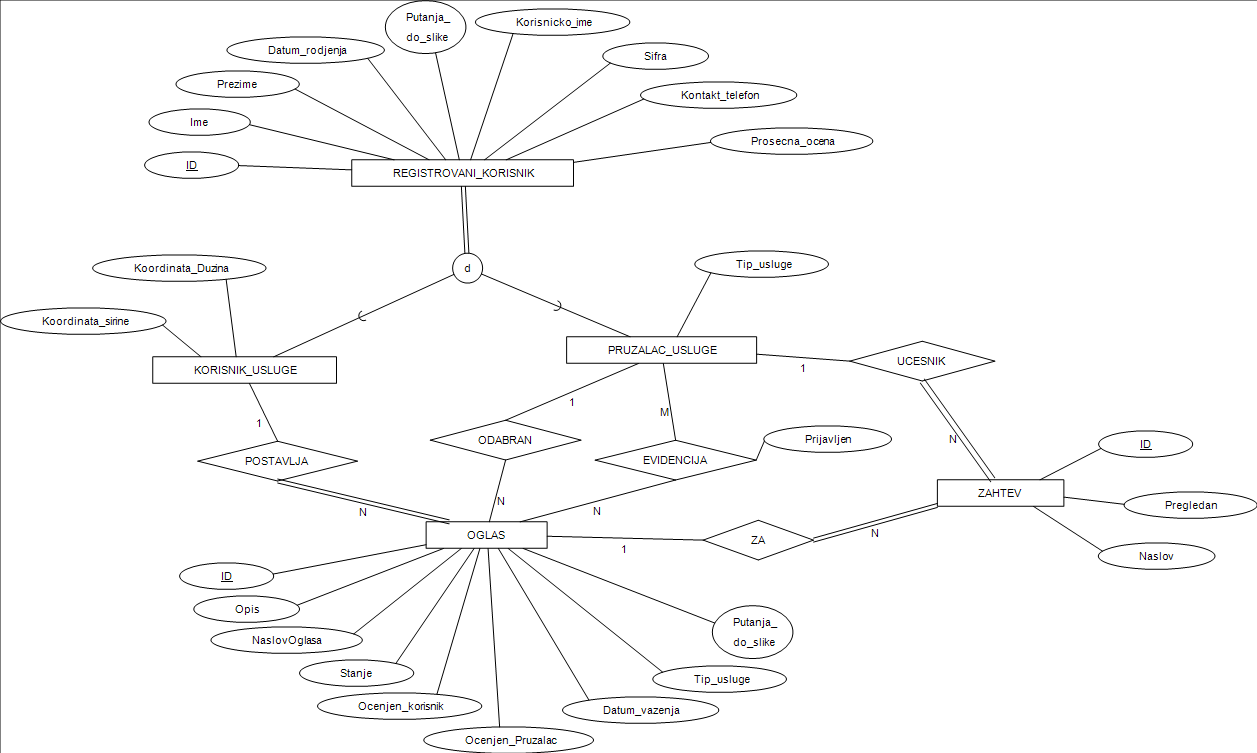 Putanja_
do_slike
Korisnicko_ime
Datum_rodjenja
Sifra
Prezime
Kontakt_telefon
Ime
Prosecna_ocena
ID
REGISTROVANI_KORISNIK
d
Koordinata_Duzina
Tip_usluge
Koordinata_sirine
PRUZALAC_USLUGE
UCESNIK
KORISNIK_USLUGE
1
1
M
1
ODABRAN
Prijavljen
N
ID
POSTAVLJA
EVIDENCIJA
ZAHTEV
N
Pregledan
N
N
OGLAS
N
ZA
1
Naslov
ID
Opis
Putanja_
do_slike
NaslovOglasa
Stanje
Tip_usluge
Ocenjen_korisnik
Datum_vazenja
Ocenjen_Pruzalac